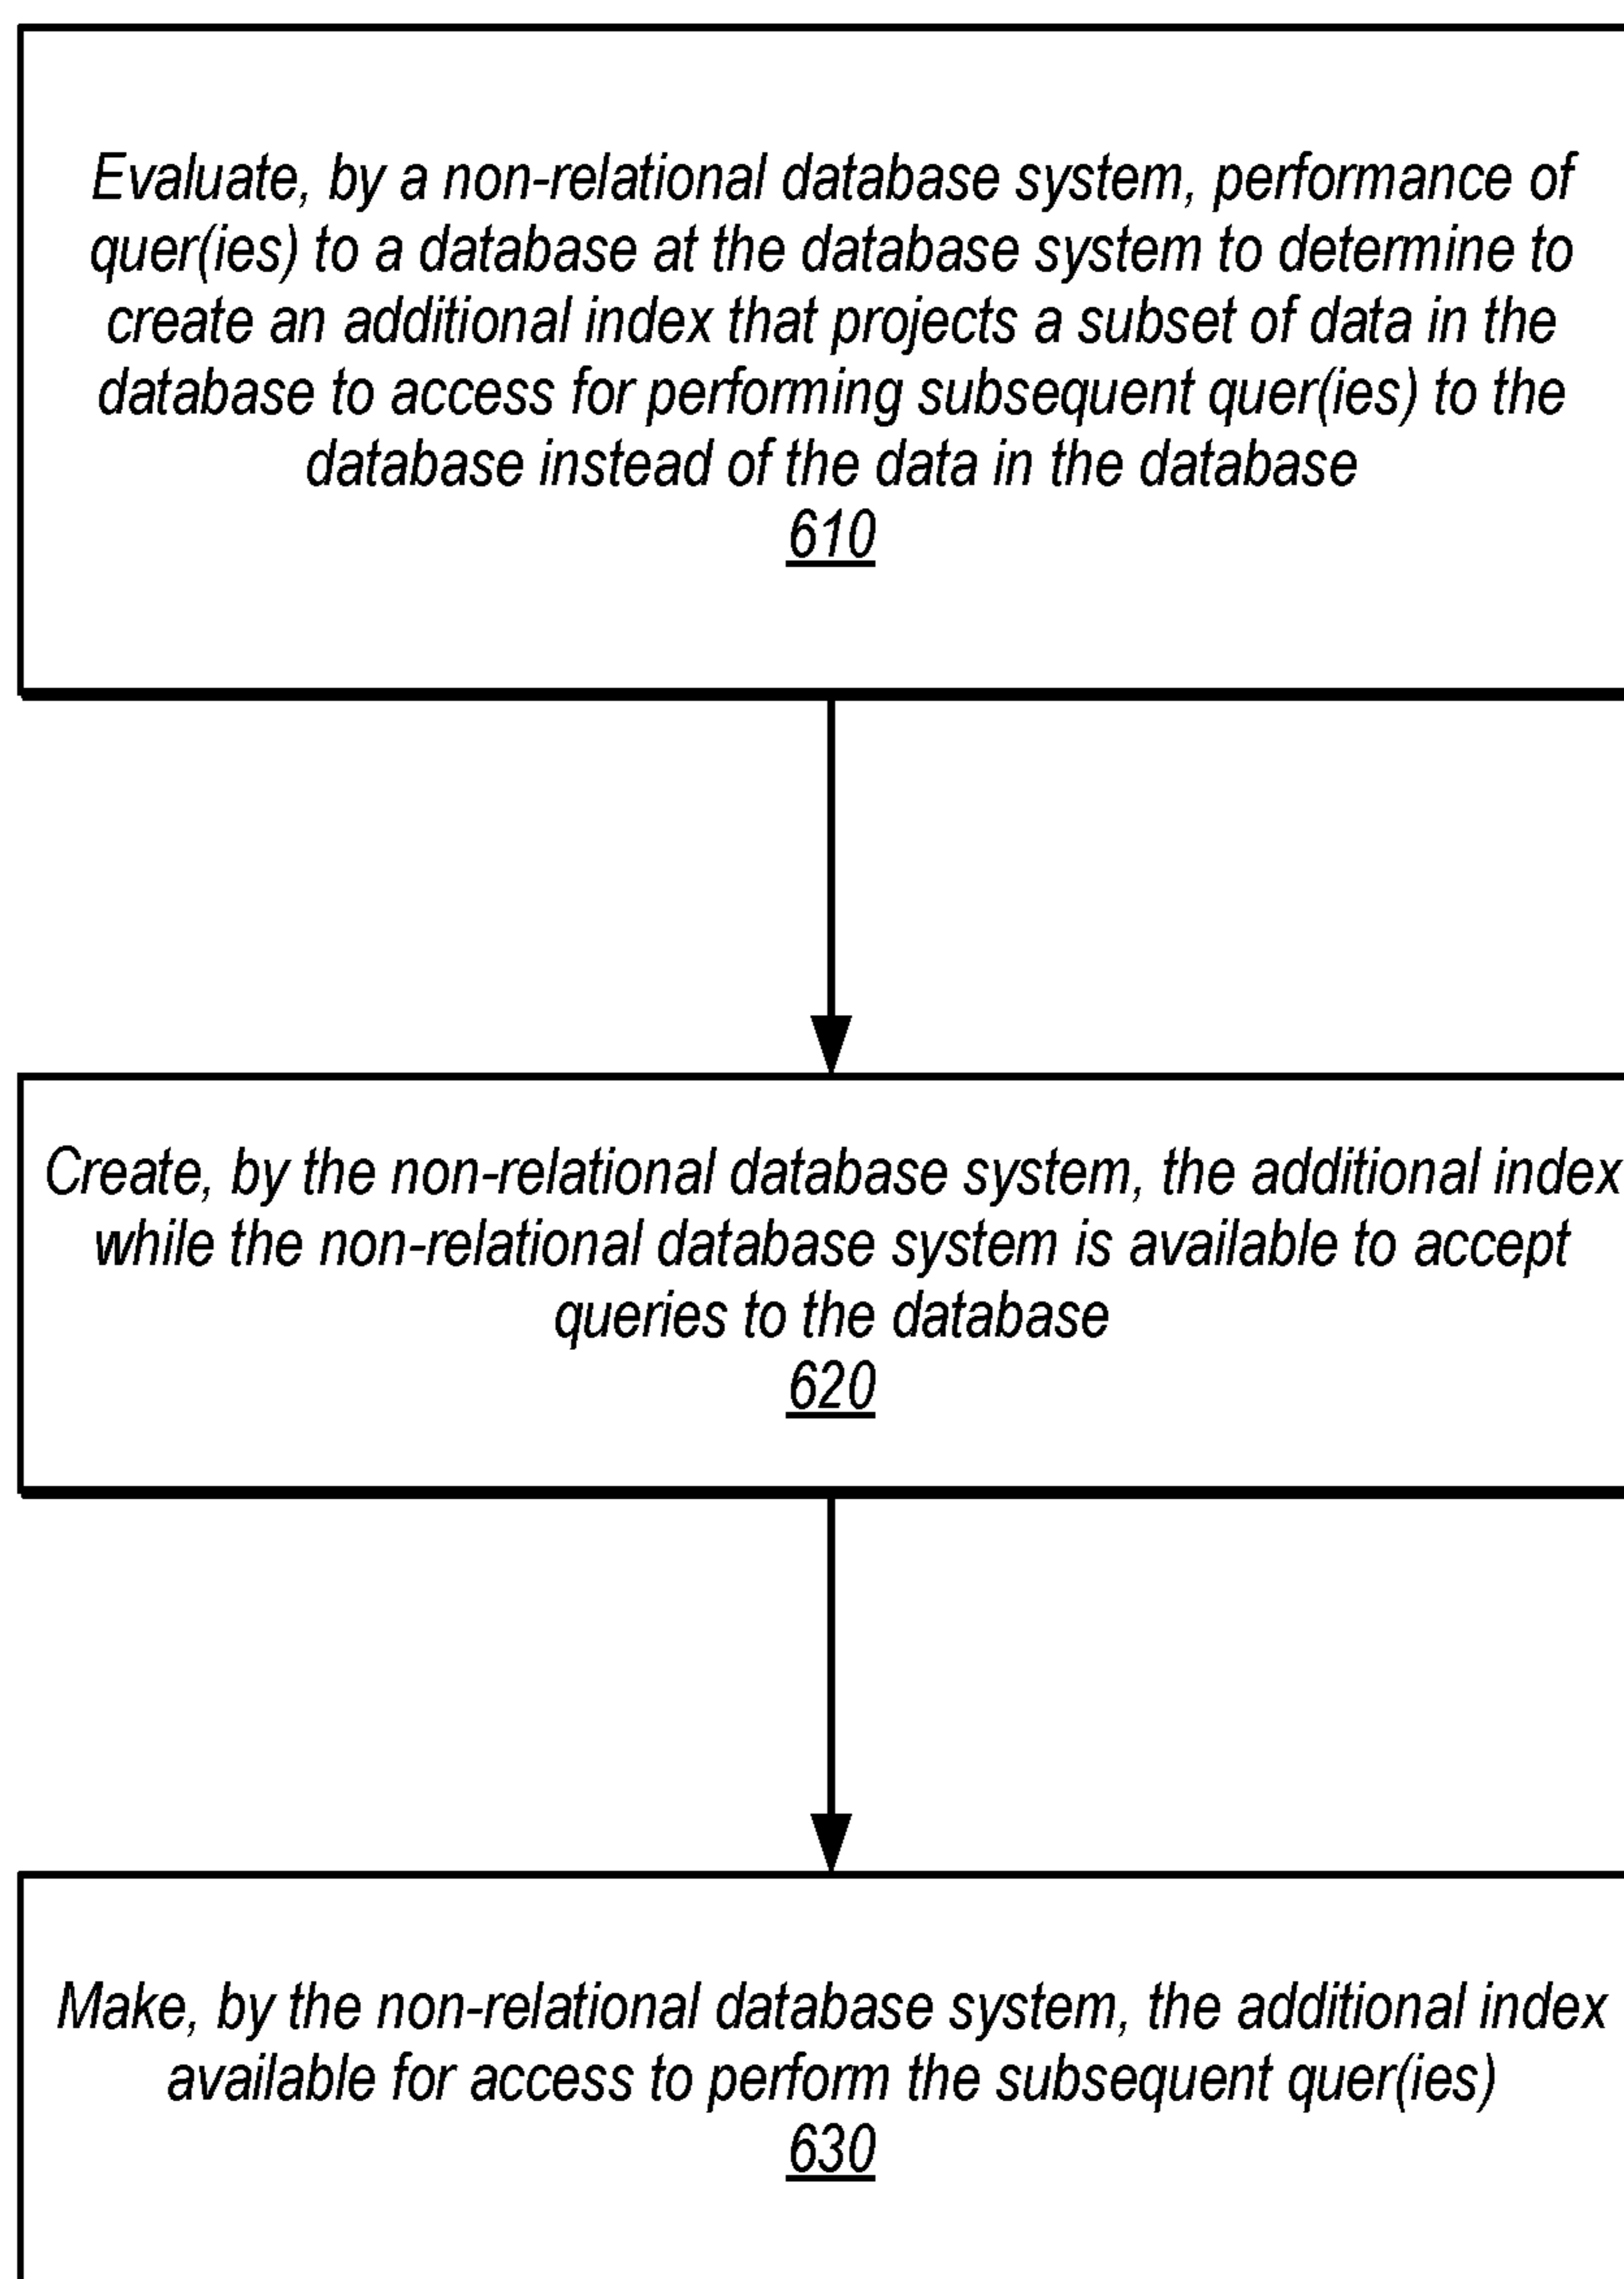 Evaluate, by a non-relational database system, performance of
quer(ies) to a database at the database system to determine to
create an additional index that projects a subset of data in the
database to access for performing subsequent quer(ies) to the
database instead of the data in the database
610
Create, by the non-relational database system, the additional index
while the non-relational database system is available to accept
queries to the database
620
Make, by the non-relational database system, the additional index
available for access to perform the subsequent quer(ies)
630